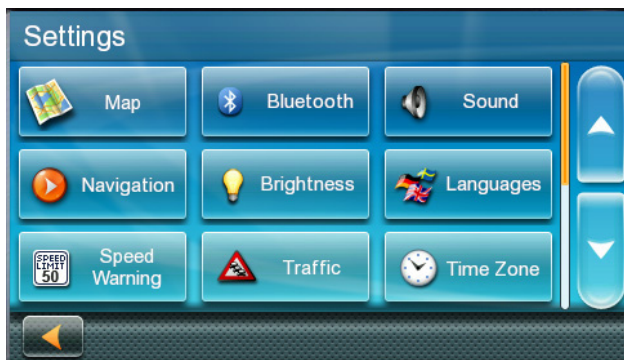 Settings
Map
Bluetooth
Sound
Navigation
Brightness
Languages
SPEED
LIMIT
50
Speed
Warning
Traffic
Time Zone